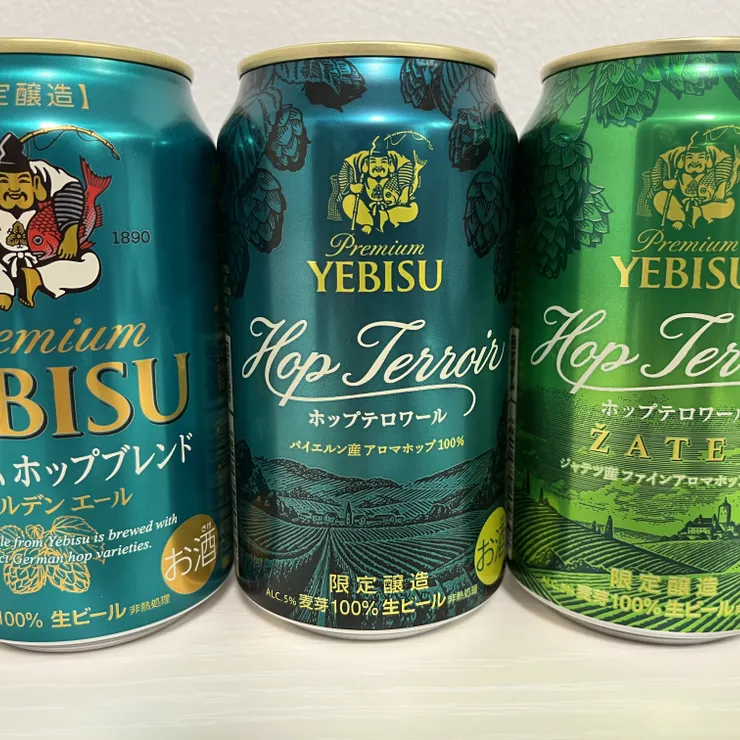 定醸造】
1890
emium
BISU
ム ホップブレンド
ルデン エール
le from Yebisu is brewed with
ct German hop varieties.
お酒
100% 生ビール 非熱処理
Premium
YEBISU
Hop Terroir
ホップテロワール
バイエルン産 アロマホップ100%
お酒
限定醸造
ALC.5% 麦芽100% 生ビール 非熱処理
Premium
YEBISU
Hop Ter
ホップテロワール
ŽATE
ジャテツ産 ファインアロマホッ
限定醸造
ALC.5% 麦芽100% 生ビール